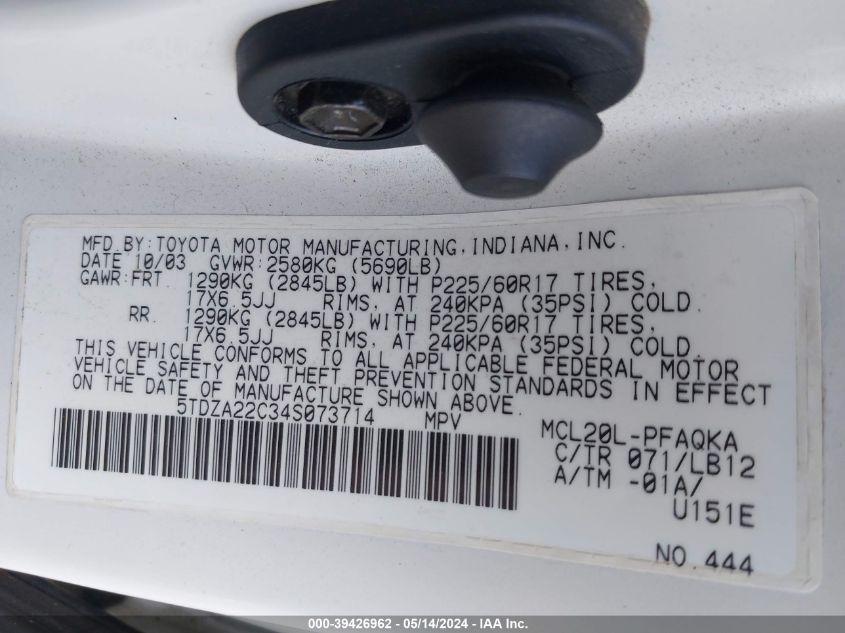 MFD.BY:TOYOTA MOTOR MANUFACTURING,INDIANA,INC.
DATE 10/03 GVWR:2580KG (5690LB)
GAWR:FRT. 1290KG (2845LB) WITH P225/60R17 TIRES,
17X6.5JJ RIMS, AT 240KPA (35PSI) COLD.
RR. 1290KG (2845LB) WITH P225/60R17 TIRES,
17X6.5JJ RIMS, AT 240KPA (35PSI) COLD.
THIS VEHICLE CONFORMS TO ALL APPLICABLE FEDERAL MOTOR
VEHICLE SAFETY AND THEFT PREVENTION STANDARDS IN EFFECT
ON THE DATE OF MANUFACTURE SHOWN ABOVE.
5TDZA22C34S073714 MPV
MCL20L-PFAQKA
C/TR 071/LB12
A/TM -01A/
U151E
NO.444
000-39426962 - 05/14/2024 - IAA Inc.